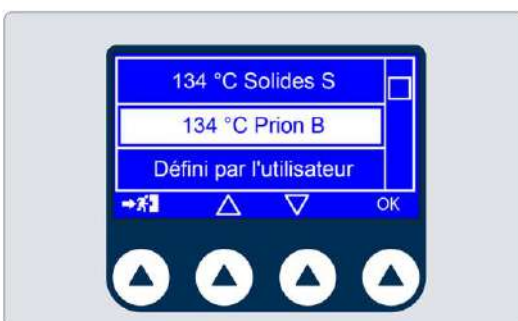 134 °C Solides S
134 °C Prion B
Défini par l'utilisateur
OK